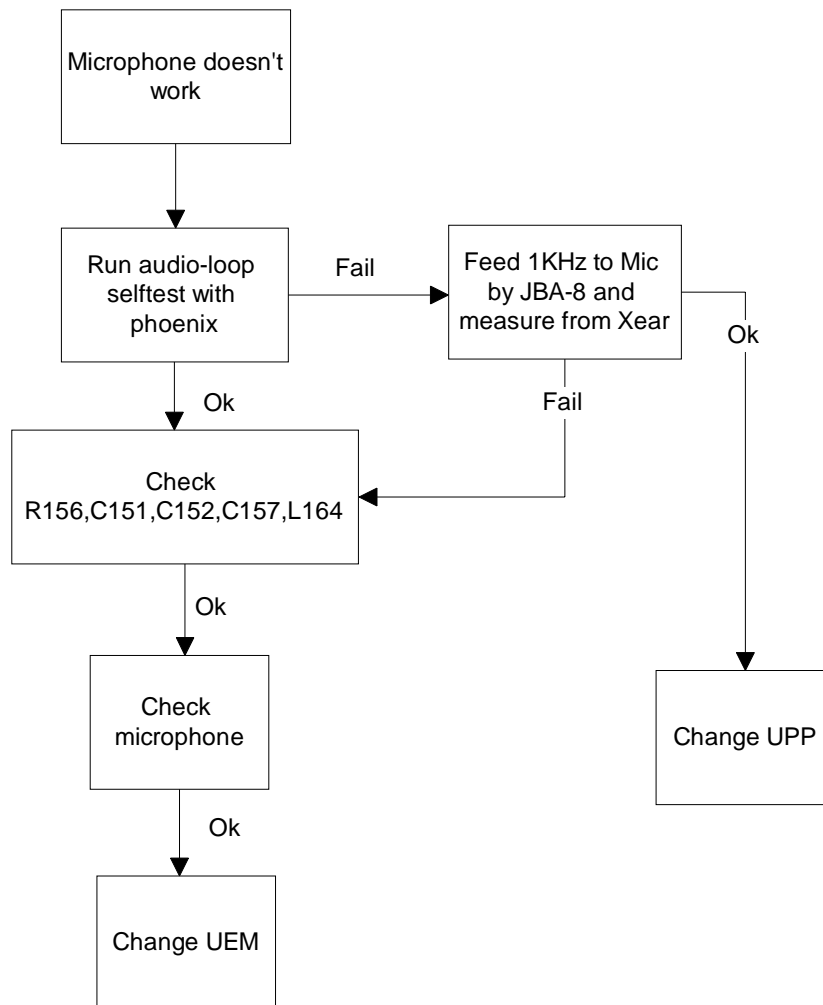 Microphone doesn't
work
Run audio-loop
selftest with
phoenix
Fail
Feed 1KHz to Mic
by JBA-8 and
measure from Xear
Ok
Ok
Fail
Check
R156,C151,C152,C157,L164
Ok
Check
microphone
Change UPP
Ok
Change UEM